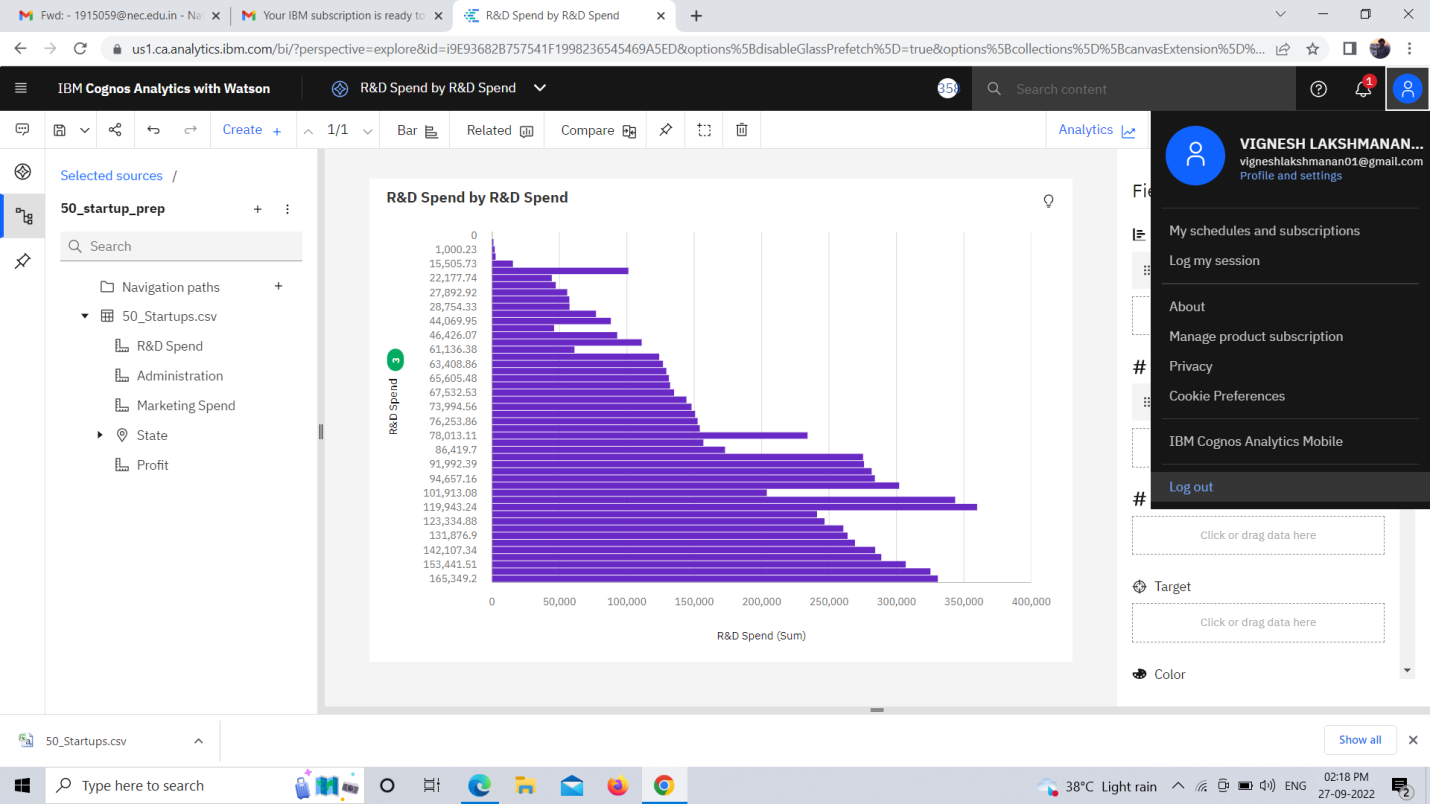 Fwd: - 1915059@nec.edu.in - Na
Your IBM subscription is ready to
R&D Spend by R&D Spend
us1.ca.analytics.ibm.com/bi/?perspective=explore&id=i9E93682B757541F1998236545469A5ED&options%5BdisableGlassPrefetch%5D=true&options%5Bcollections%5D%5BcanvasExtension%5D%...
IBM Cognos Analytics with Watson
R&D Spend by R&D Spend
358
Search content
1
Create +
1/1
Bar
Related
Compare
Analytics
VIGNESH LAKSHMANAN...
vigneshlakshmanan01@gmail.com
Profile and settings
My schedules and subscriptions
Log my session
About
Manage product subscription
Privacy
Cookie Preferences
IBM Cognos Analytics Mobile
Log out
Selected sources /
50_startup_prep
Search
Navigation paths
50_Startups.csv
R&D Spend
Administration
Marketing Spend
State
Profit
R&D Spend by R&D Spend
0
1,000.23
15,505.73
22,177.74
27,892.92
28,754.33
44,069.95
46,426.07
61,136.38
63,408.86
65,605.48
67,532.53
73,994.56
76,253.86
78,013.11
86,419.7
91,992.39
94,657.16
101,913.08
119,943.24
123,334.88
131,876.9
142,107.34
153,441.51
165,349.2
3
R&D Spend
0 50,000 100,000 150,000 200,000 250,000 300,000 350,000 400,000
R&D Spend (Sum)
Fie
#
#
Click or drag data here
Target
Click or drag data here
Color
50_Startups.csv
Show all
Type here to search
38°C Light rain
ENG
02:18 PM
27-09-2022
2